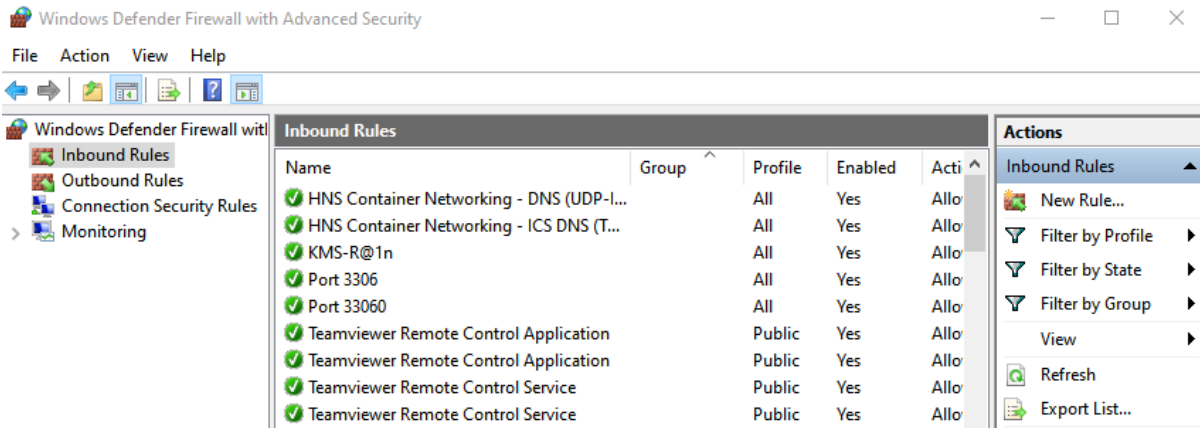 Windows Defender Firewall with Advanced Security
File Action View Help
Windows Defender Firewall witl
Inbound Rules
Outbound Rules
Connection Security Rules
Monitoring
Inbound Rules
Name Group Profile Enabled Acti
HNS Container Networking - DNS (UDP-I... All Yes Allo
HNS Container Networking - ICS DNS (T... All Yes Allo
KMS-R@1n All Yes Allo
Port 3306 All Yes Allo
Port 33060 All Yes Allo
Teamviewer Remote Control Application Public Yes Allo
Teamviewer Remote Control Application Public Yes Allo
Teamviewer Remote Control Service Public Yes Allo
Teamviewer Remote Control Service Public Yes Allo
Actions
Inbound Rules
New Rule...
Filter by Profile
Filter by State
Filter by Group
View
Refresh
Export List...